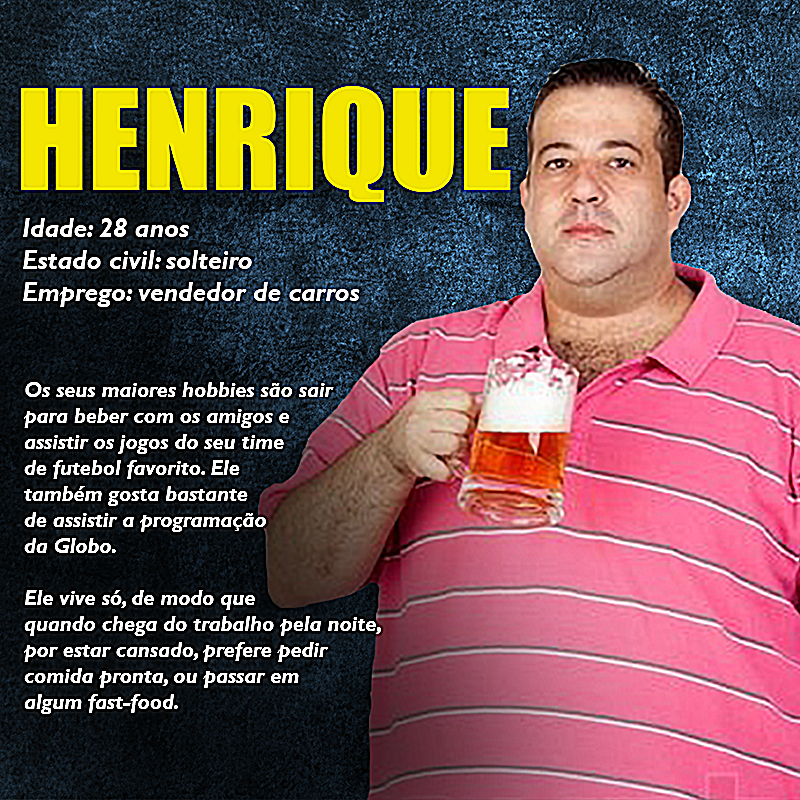 HENRIQUE
Idade: 28 anos
Estado civil: solteiro
Emprego: vendedor de carros
Os seus maiores hobbies são sair
para beber com os amigos e
assistir os jogos do seu time
de futebol favorito. Ele
também gosta bastante
de assistir a programação
da Globo.
Ele vive só, de modo que
quando chega do trabalho pela noite,
por estar cansado, prefere pedir
comida pronta, ou passar em
algum fast-food.